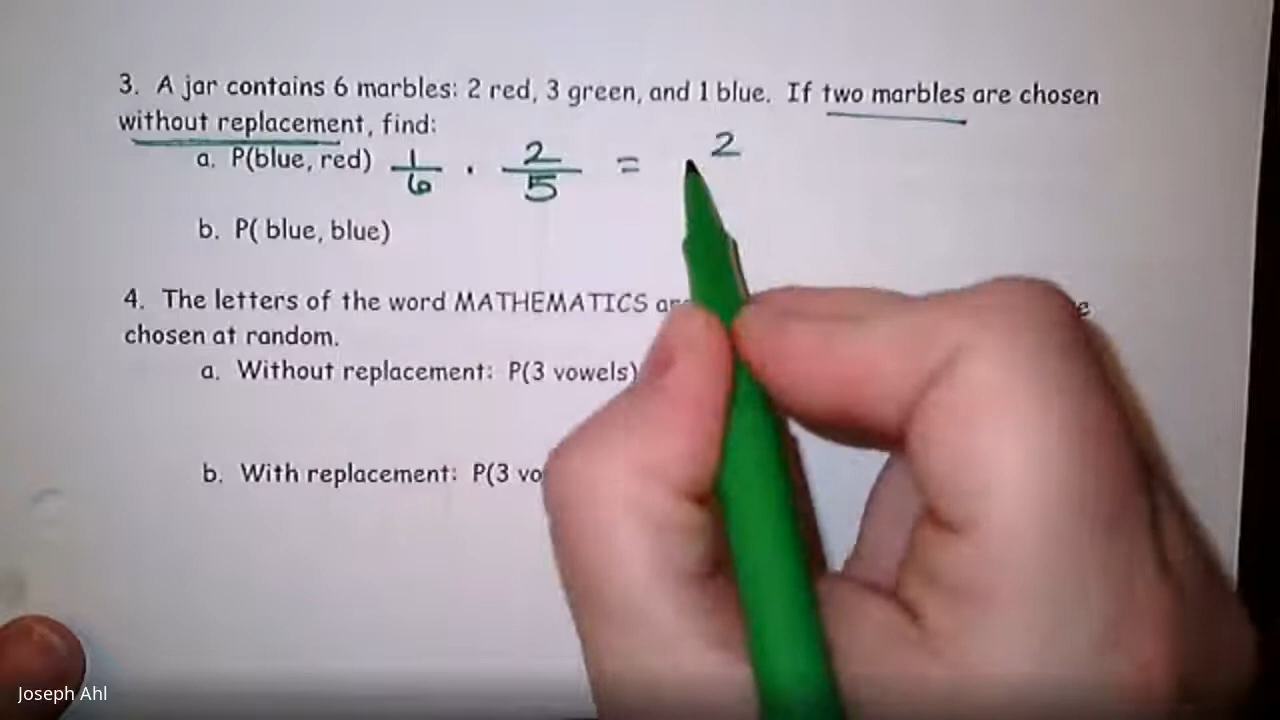 3. A jar contains 6 marbles: 2 red, 3 green, and 1 blue. If two marbles are chosen
without replacement, find:
a. P(blue, red) 1/6 · 2/5 = 2
b. P( blue, blue)
4. The letters of the word MATHEMATICS
chosen at random.
a. Without replacement: P(3 vowels)
b. With replacement: P(3
Joseph Ahl